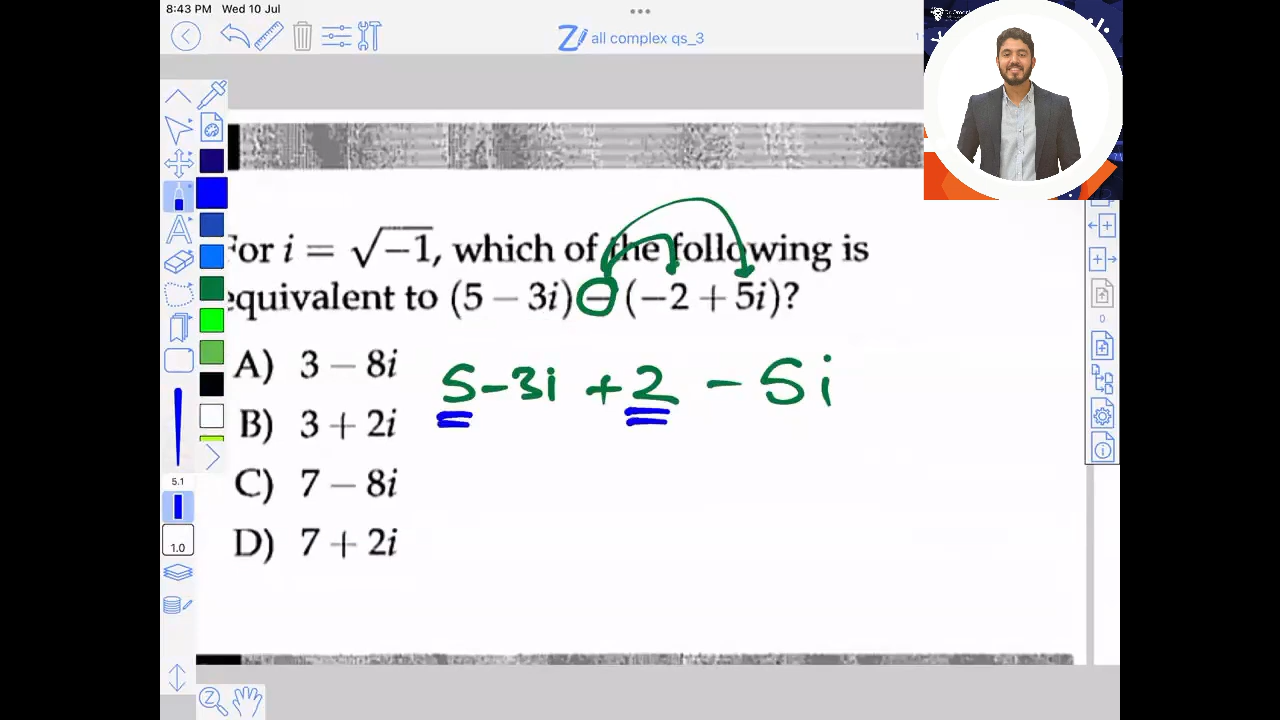 8:43 PM Wed 10 Jul
all complex qs_3
For i = √−1, which of the following is
equivalent to (5 − 3i) − (−2 + 5i)?
A) 3 − 8i
5 - 3i + 2 - 5i
B) 3 + 2i
C) 7 − 8i
D) 7 + 2i
5.1
1.0
0